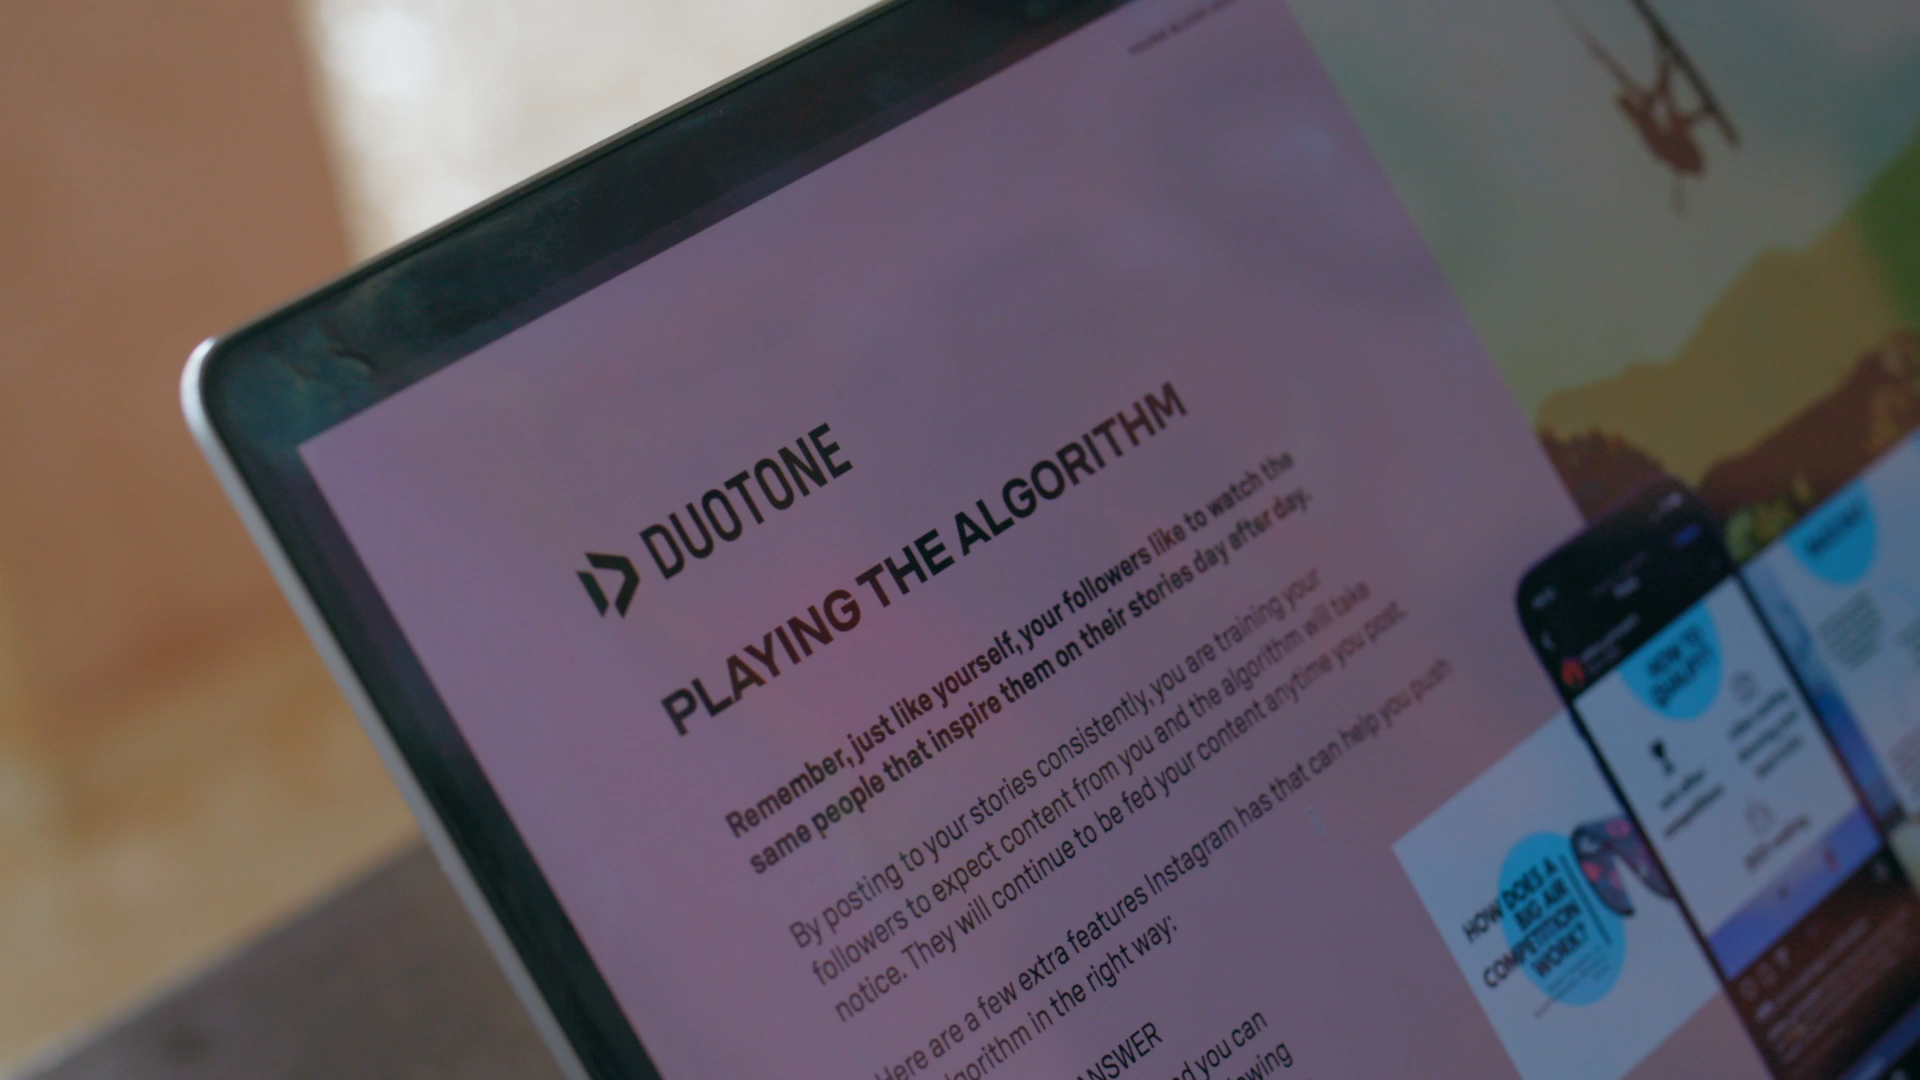 DUOTONE
PLAYING THE ALGORITHM
Remember, just like yourself, your followers like to watch the
same people that inspire them on their stories day after day.
By posting to your stories consistently, you are training your
followers to expect content from you and the algorithm will take
notice. They will continue to be fed your content anytime you post.
Here are a few extra features Instagram has that can help you push
algorithm in the right way:
ANSWER
you can
HOW DOES A
BIG AIR
COMPETITION
WORK?
HOW TO
QUALIFY?